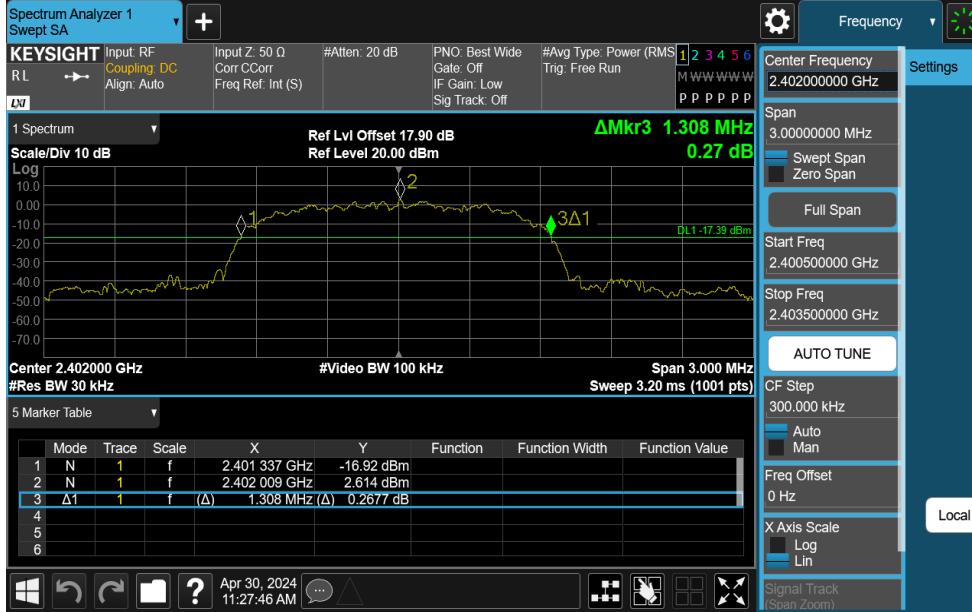 Spectrum Analyzer 1
Swept SA
+
Frequency
KEYSIGHT
R L
LXI
Input: RF
Coupling: DC
Align: Auto
Input Z: 50 Ω
Corr CCorr
Freq Ref: Int (S)
#Atten: 20 dB
PNO: Best Wide
Gate: Off
IF Gain: Low
Sig Track: Off
#Avg Type: Power (RMS
Trig: Free Run
1 2 3 4 5 6
M W W W W W
P P P P P P
Center Frequency
2.402000000 GHz
Settings
1 Spectrum
Scale/Div 10 dB
Log
Ref Lvl Offset 17.90 dB
Ref Level 20.00 dBm
ΔMkr3 1.308 MHz
0.27 dB
10.0
0.00
-10.0
-20.0
-30.0
-40.0
-50.0
-60.0
-70.0
1
2
3Δ1
DL1 -17.39 dBm
Center 2.402000 GHz
#Res BW 30 kHz
#Video BW 100 kHz
Span 3.000 MHz
Sweep 3.20 ms (1001 pts)
Span
3.00000000 MHz
Swept Span
Zero Span
Full Span
Start Freq
2.400500000 GHz
Stop Freq
2.403500000 GHz
AUTO TUNE
CF Step
300.000 kHz
Auto
Man
Freq Offset
0 Hz
X Axis Scale
Log
Lin
Signal Track
(Span Zoom)
Local
5 Marker Table
Mode Trace Scale X Y Function Function Width Function Value
1 N 1 f 2.401 337 GHz -16.92 dBm
2 N 1 f 2.402 009 GHz 2.614 dBm
3 Δ1 1 f (Δ) 1.308 MHz (Δ) 0.2677 dB
4
5
6
?
Apr 30, 2024
11:27:46 AM